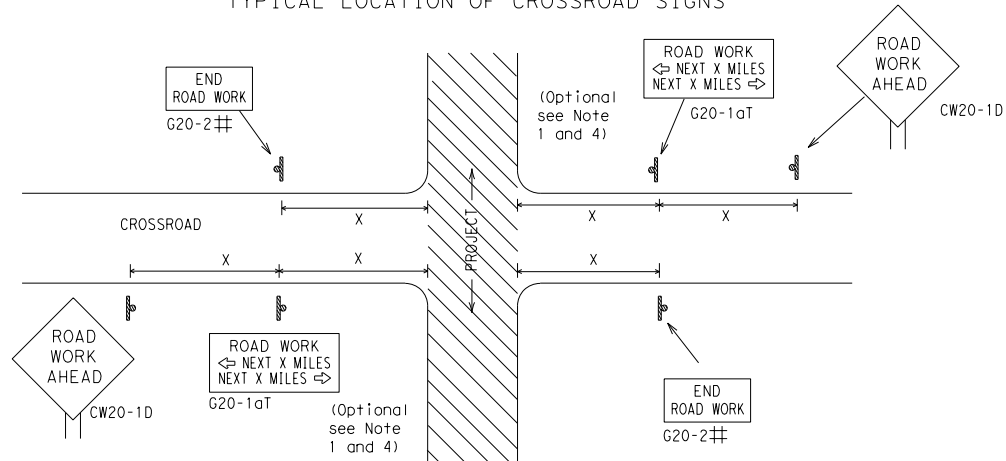 TYPICAL LOCATION OF CROSSROAD SIGNS
END
ROAD WORK
G20-2⌗
(Optional
see Note
1 and 4)
ROAD WORK
⇦ NEXT X MILES
NEXT X MILES ⇨
G20-1aT
ROAD
WORK
AHEAD
CW20-1D
X
X
X
CROSSROAD
PROJECT
X
X
X
ROAD
WORK
AHEAD
CW20-1D
ROAD WORK
⇦ NEXT X MILES
NEXT X MILES ⇨
G20-1aT
(Optional
see Note
1 and 4)
END
ROAD WORK
G20-2⌗